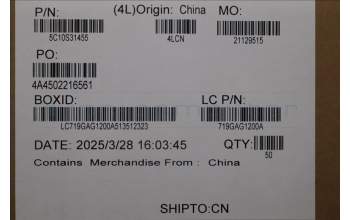 P/N: (4L)Origin: China MO:
5C10S31455 4LCN 21129515
PO:
4A4502216561
BOXID: LC P/N:
LC719GAG1200A513512323 719GAG1200A
DATE: 2025/3/28 16:03:45 QTY:
50
Contains Merchandise From : China
SHIPTO:CN